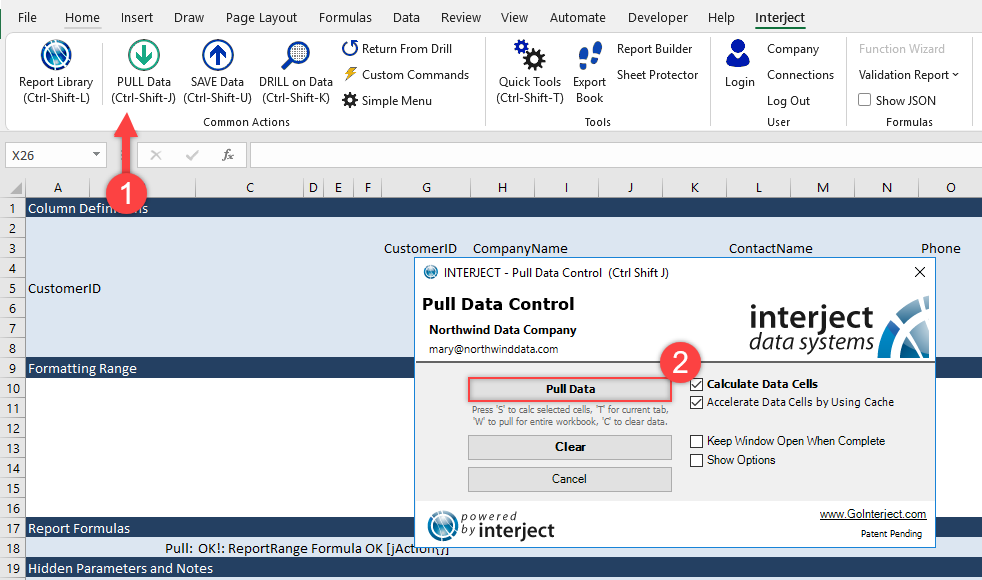 File Home Insert Draw Page Layout Formulas Data Review View Automate Developer Help Interject
Report Library
(Ctrl-Shift-L)
PULL Data
(Ctrl-Shift-J)
SAVE Data
(Ctrl-Shift-U)
DRILL on Data
(Ctrl-Shift-K)
Return From Drill
Custom Commands
Simple Menu
Common Actions
Quick Tools
(Ctrl-Shift-T)
Export
Book
Report Builder
Sheet Protector
Tools
Login
Company
Connections
Log Out
User
Function Wizard
Validation Report
Show JSON
Formulas
X26
fx
1
A C D E F G H I J K L M N O
1 Column Definitions
2
3 CustomerID CompanyName ContactName Phone
4
5 CustomerID
6
7
8
9 Formatting Range
10
11
12
13
14
15
16
17 Report Formulas
18 Pull: OK!: ReportRange Formula OK [jAction{}]
19 Hidden Parameters and Notes
INTERJECT - Pull Data Control (Ctrl Shift J)
Pull Data Control
Northwind Data Company
mary@northwinddata.com
interject
data systems
2
Pull Data
Press 'S' to calc selected cells, 'T' for current tab,
'W' to pull for entire workbook, 'C' to clear data.
Clear
Cancel
Calculate Data Cells
Accelerate Data Cells by Using Cache
Keep Window Open When Complete
Show Options
powered
by interject
www.GoInterject.com
Patent Pending